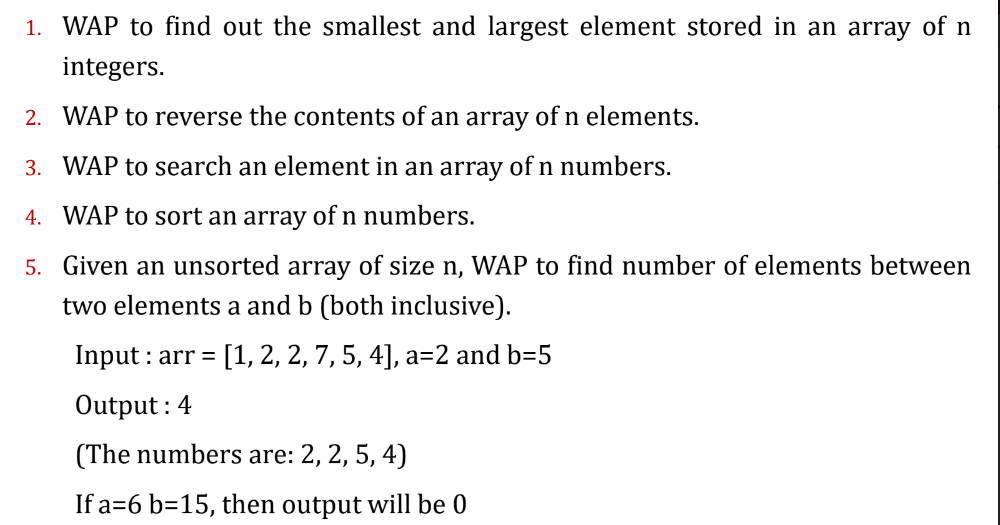 1. WAP to find out the smallest and largest element stored in an array of n
integers.
2. WAP to reverse the contents of an array of n elements.
3. WAP to search an element in an array of n numbers.
4. WAP to sort an array of n numbers.
5. Given an unsorted array of size n, WAP to find number of elements between
two elements a and b (both inclusive).
Input : arr = [1, 2, 2, 7, 5, 4], a=2 and b=5
Output : 4
(The numbers are: 2, 2, 5, 4)
If a=6 b=15, then output will be 0